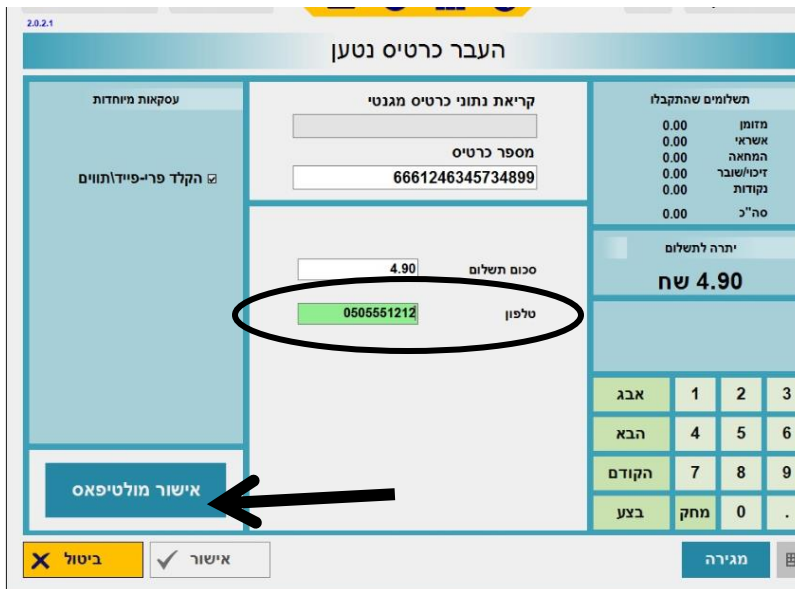 2.0.2.1
העבר כרטיס נטען
תשלומים שהתקבלו
מזומן 0.00
אשראי 0.00
המחאה 0.00
זיכוי/שובר 0.00
נקודות 0.00
סה"כ 0.00
יתרה לתשלום
4.90 שח
קריאת נתוני כרטיס מגנטי
מספר כרטיס
6661246345734899
סכום תשלום 4.90
טלפון 0505551212
עסקאות מיוחדות
הקלד פרי-פייד\תווים
אישור מולטיפאס
אבג 1 2 3
הבא 4 5 6
הקודם 7 8 9
בצע מחק 0 .
מגירה
אישור
ביטול